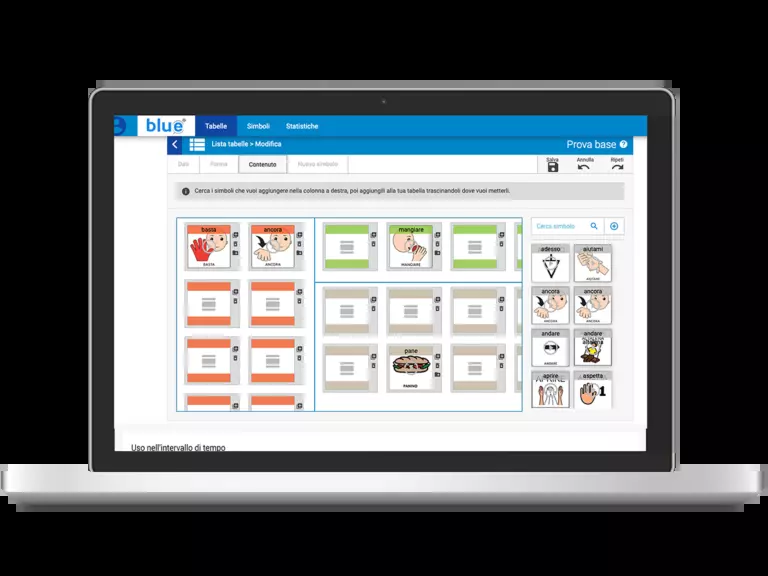 blue
Tabelle
Simboli
Statistiche
Lista tabelle > Modifica
Prova base ?
Dati
Forma
Contenuto
Nuovo simbolo
Salva
Annulla
Ripeti
Cerca i simboli che vuoi aggiungere nella colonna a destra, poi aggiungili alla tua tabella trascinandoli dove vuoi metterli.
basta
BASTA
ancora
ANCORA
mangiare
MANGIARE
pane
PANINO
Cerca simbolo
adesso
aiutami
ancora
ANCORA
ancora
ANCORA
andare
ANDARE
andare
altalena
aprire
APRIRE
aspetta
1
Uso nell'intervallo di tempo